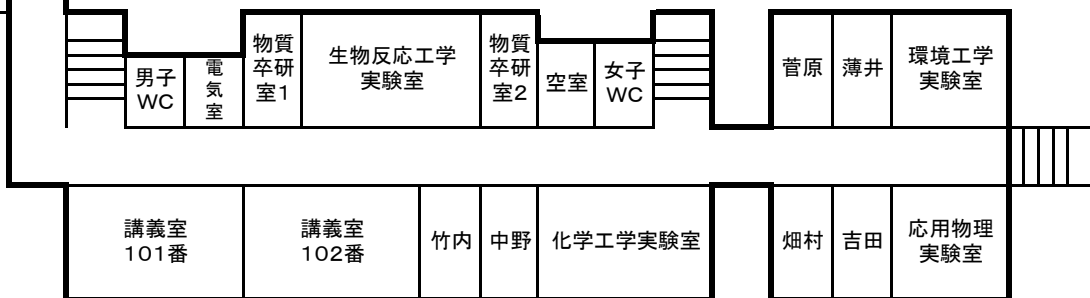 男子
WC
電
気
室
物質
卒研
室1
生物反応工学
実験室
物質
卒研
室2
空室
女子
WC
菅原
薄井
環境工学
実験室
講義室
101番
講義室
102番
竹内
中野
化学工学実験室
畑村
吉田
応用物理
実験室